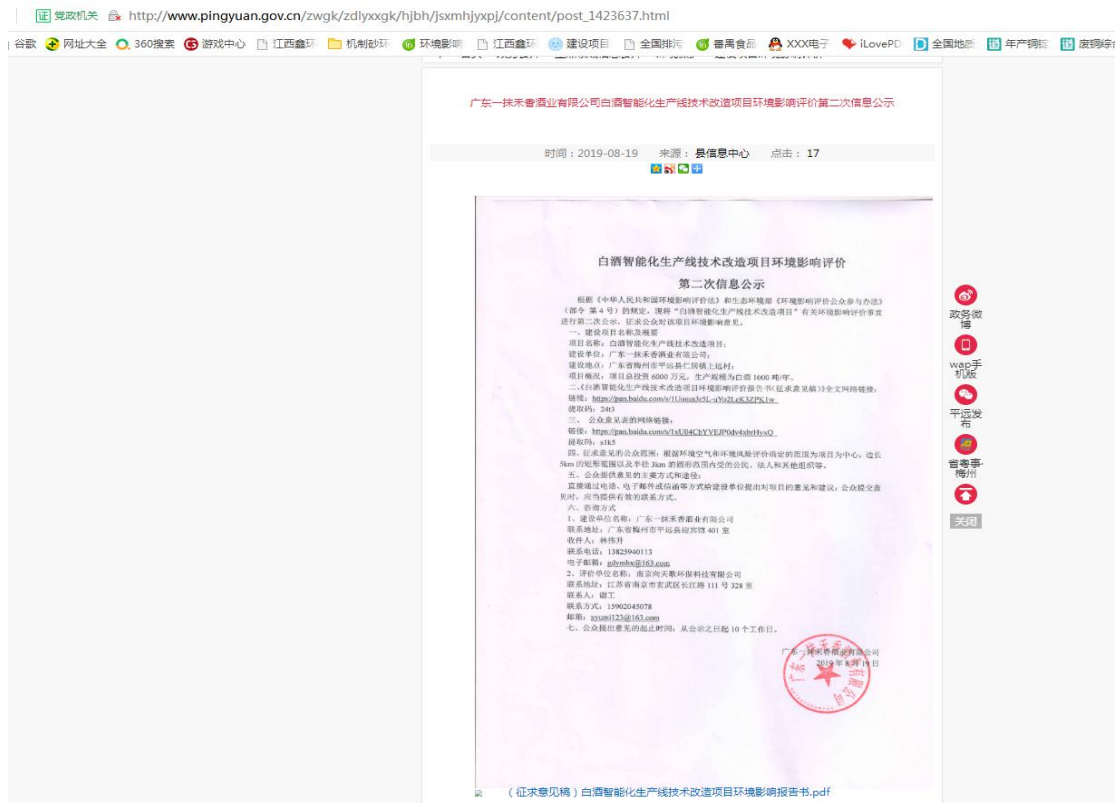 证 党政机关 http://www.pingyuan.gov.cn/zwgk/zdlyxxgk/hjbh/jsxmhjyxpj/content/post_1423637.html
谷歌 网址大全 360搜索 游戏中心 江西鑫环 机制砂环 环境影响 江西鑫环 建设项目 全国排污 番禺食品 XXX电子 iLovePD 全国地质 年产铜锭 废铜综合
广东一抹禾香酒业有限公司白酒智能化生产线技术改造项目环境影响评价第二次信息公示
时间：2019-08-19 来源：县信息中心 点击：17
白酒智能化生产线技术改造项目环境影响评价
第二次信息公示
根据《中华人民共和国环境影响评价法》和生态环境部《环境影响评价公众参与办法》
（部令 第 4 号）的规定，现将“白酒智能化生产线技术改造项目”有关环境影响评价事宜
进行第二次公示，征求公众对该项目环境影响意见。
一、建设项目名称及概要
项目名称：白酒智能化生产线技术改造项目；
建设单位：广东一抹禾香酒业有限公司；
建设地点：广东省梅州市平远县仁居镇上远村；
项目概况：项目总投资 6000 万元，生产规模为白酒 1600 吨/年。
二、《白酒智能化生产线技术改造项目环境影响评价报告书(征求意见稿)》全文网络链接：
链接：
提取码：24t3
三、 公众意见表的网络链接：
链接：
提取码：a1k5
四、征求意见的公众范围：根据环境空气和环境风险评价确定的范围为项目为中心，边长
5km 的矩形范围以及半径 3km 的圆形范围内受的公民、法人和其他组织等。
五、公众提供意见的主要方式和途径：
直接通过电话、电子邮件或信函等方式给建设单位提出对项目的意见和建议；公众提交意
见时，应当提供有效的联系方式。
六、咨询方式
1、建设单位名称：广东一抹禾香酒业有限公司
联系地址：广东省梅州市平远县迎宾馆 401 室
收件人：林伟升
联系电话：13825940113
电子邮箱：gdymhx@163.com
2、评价单位名称：南京向天歌环保科技有限公司
联系地址：江苏省南京市玄武区长江路 111 号 328 室
联系人：谢工
联系方式：15902045078
邮箱：xyumi123@163.com
七、公众提出意见的起止时间：从公示之日起 10 个工作日。
广东一抹禾香酒业有限公司
2019 年 8 月 19 日
（征求意见稿）白酒智能化生产线技术改造项目环境影响报告书.pdf
政务微
博
wap手
机版
平远发
布
省粤事·
梅州
关闭